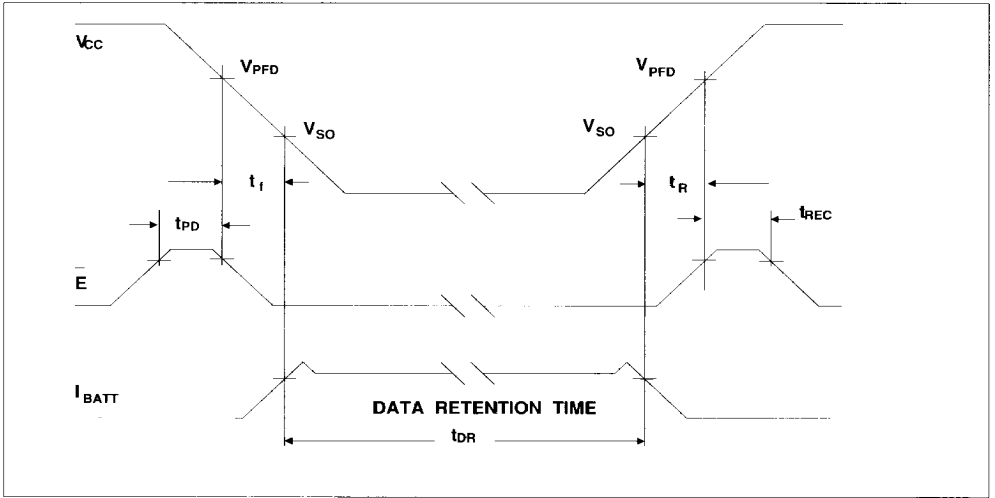 VCC
VPFD
VPFD
VSO
VSO
tf
tR
tPD
tREC
E̅
IBATT
DATA RETENTION TIME
tDR